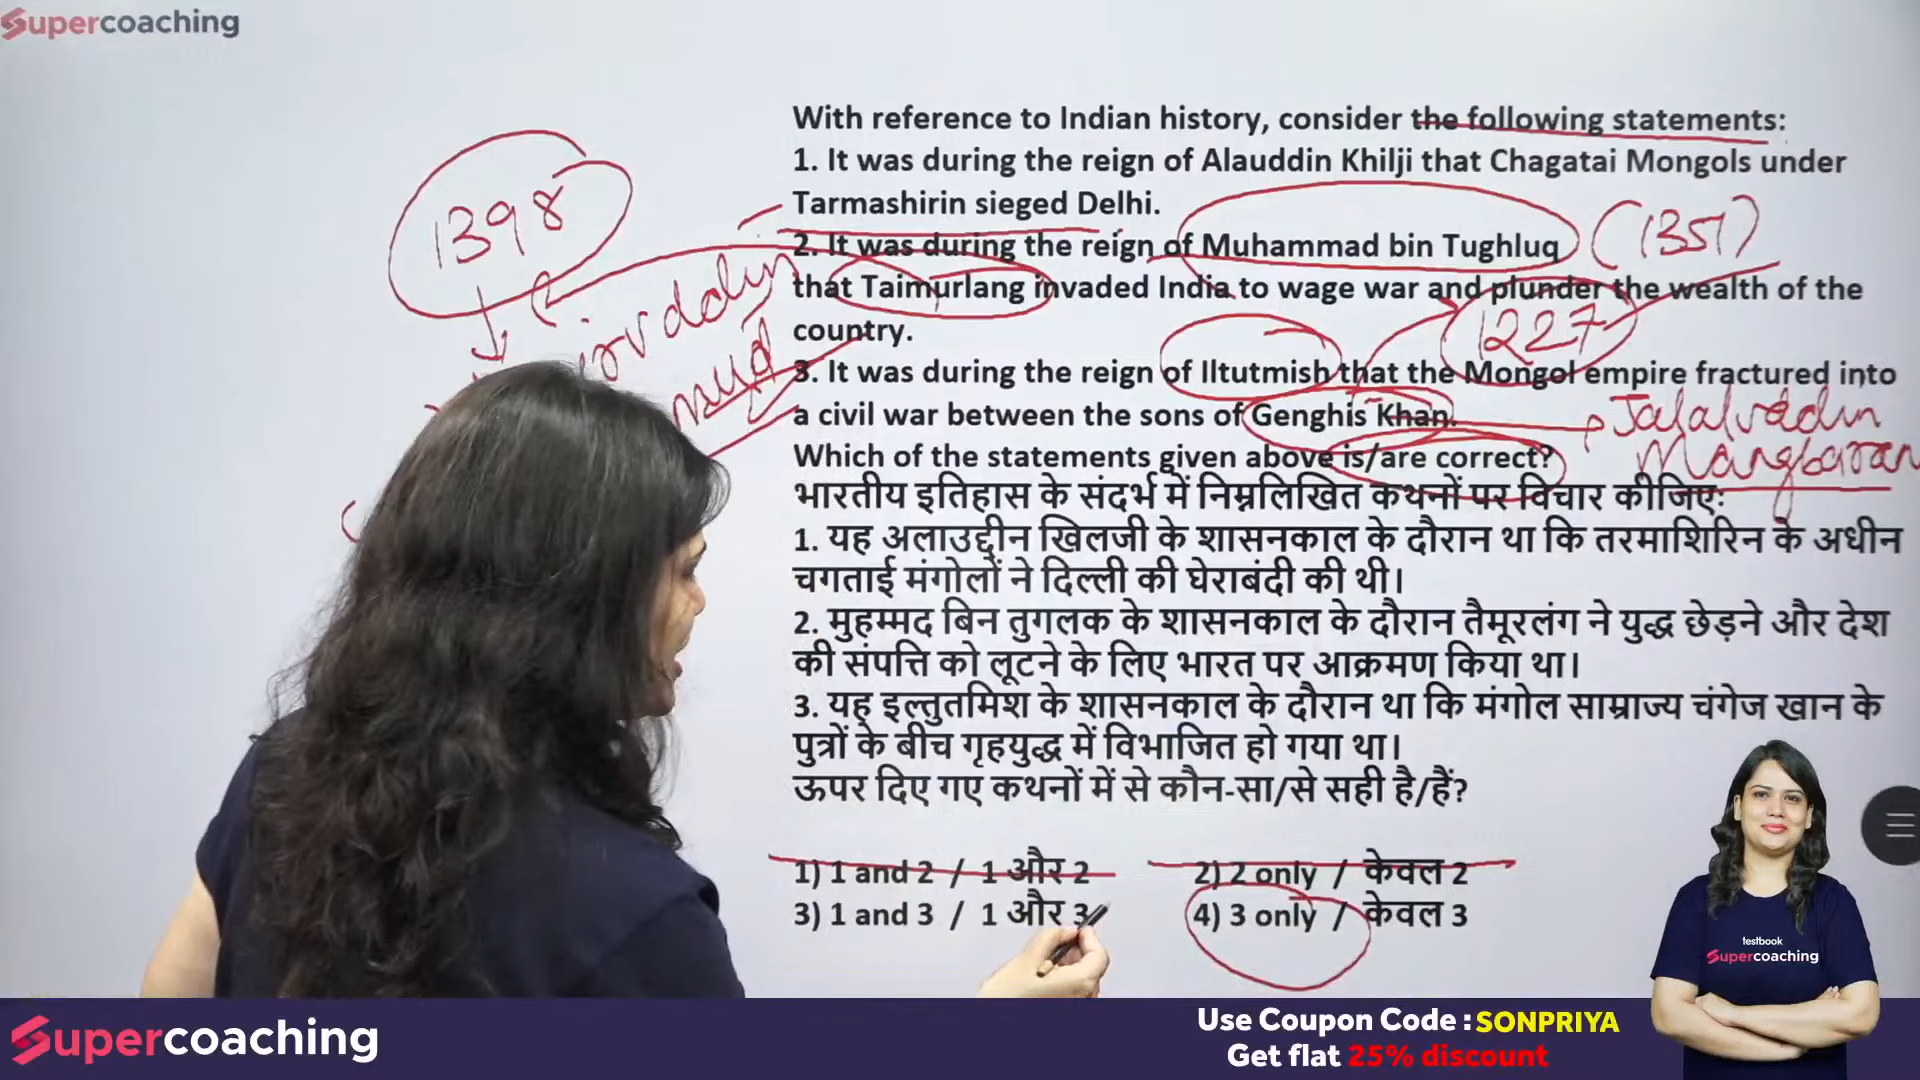 Supercoaching
With reference to Indian history, consider the following statements:
1. It was during the reign of Alauddin Khilji that Chagatai Mongols under
Tarmashirin sieged Delhi.
2. It was during the reign of Muhammad bin Tughluq (1351)
that Taimurlang invaded India to wage war and plunder the wealth of the
country.
3. It was during the reign of Iltutmish that the Mongol empire fractured into
a civil war between the sons of Genghis Khan.
Which of the statements given above is/are correct?
1398
1227
Jalaluddin
भारतीय इतिहास के संदर्भ में निम्नलिखित कथनों पर विचार कीजिए:
1. यह अलाउद्दीन खिलजी के शासनकाल के दौरान था कि तरमाशिरिन के अधीन
चगताई मंगोलों ने दिल्ली की घेराबंदी की थी।
2. मुहम्मद बिन तुगलक के शासनकाल के दौरान तैमूरलंग ने युद्ध छेड़ने और देश
की संपत्ति को लूटने के लिए भारत पर आक्रमण किया था।
3. यह इल्तुतमिश के शासनकाल के दौरान था कि मंगोल साम्राज्य चंगेज खान के
पुत्रों के बीच गृहयुद्ध में विभाजित हो गया था।
ऊपर दिए गए कथनों में से कौन-सा/से सही है/हैं?
1) 1 and 2 / 1 और 2
2) 2 only / केवल 2
3) 1 and 3 / 1 और 3
4) 3 only / केवल 3
testbook
Supercoaching
Supercoaching
Use Coupon Code : SONPRIYA
Get flat 25% discount